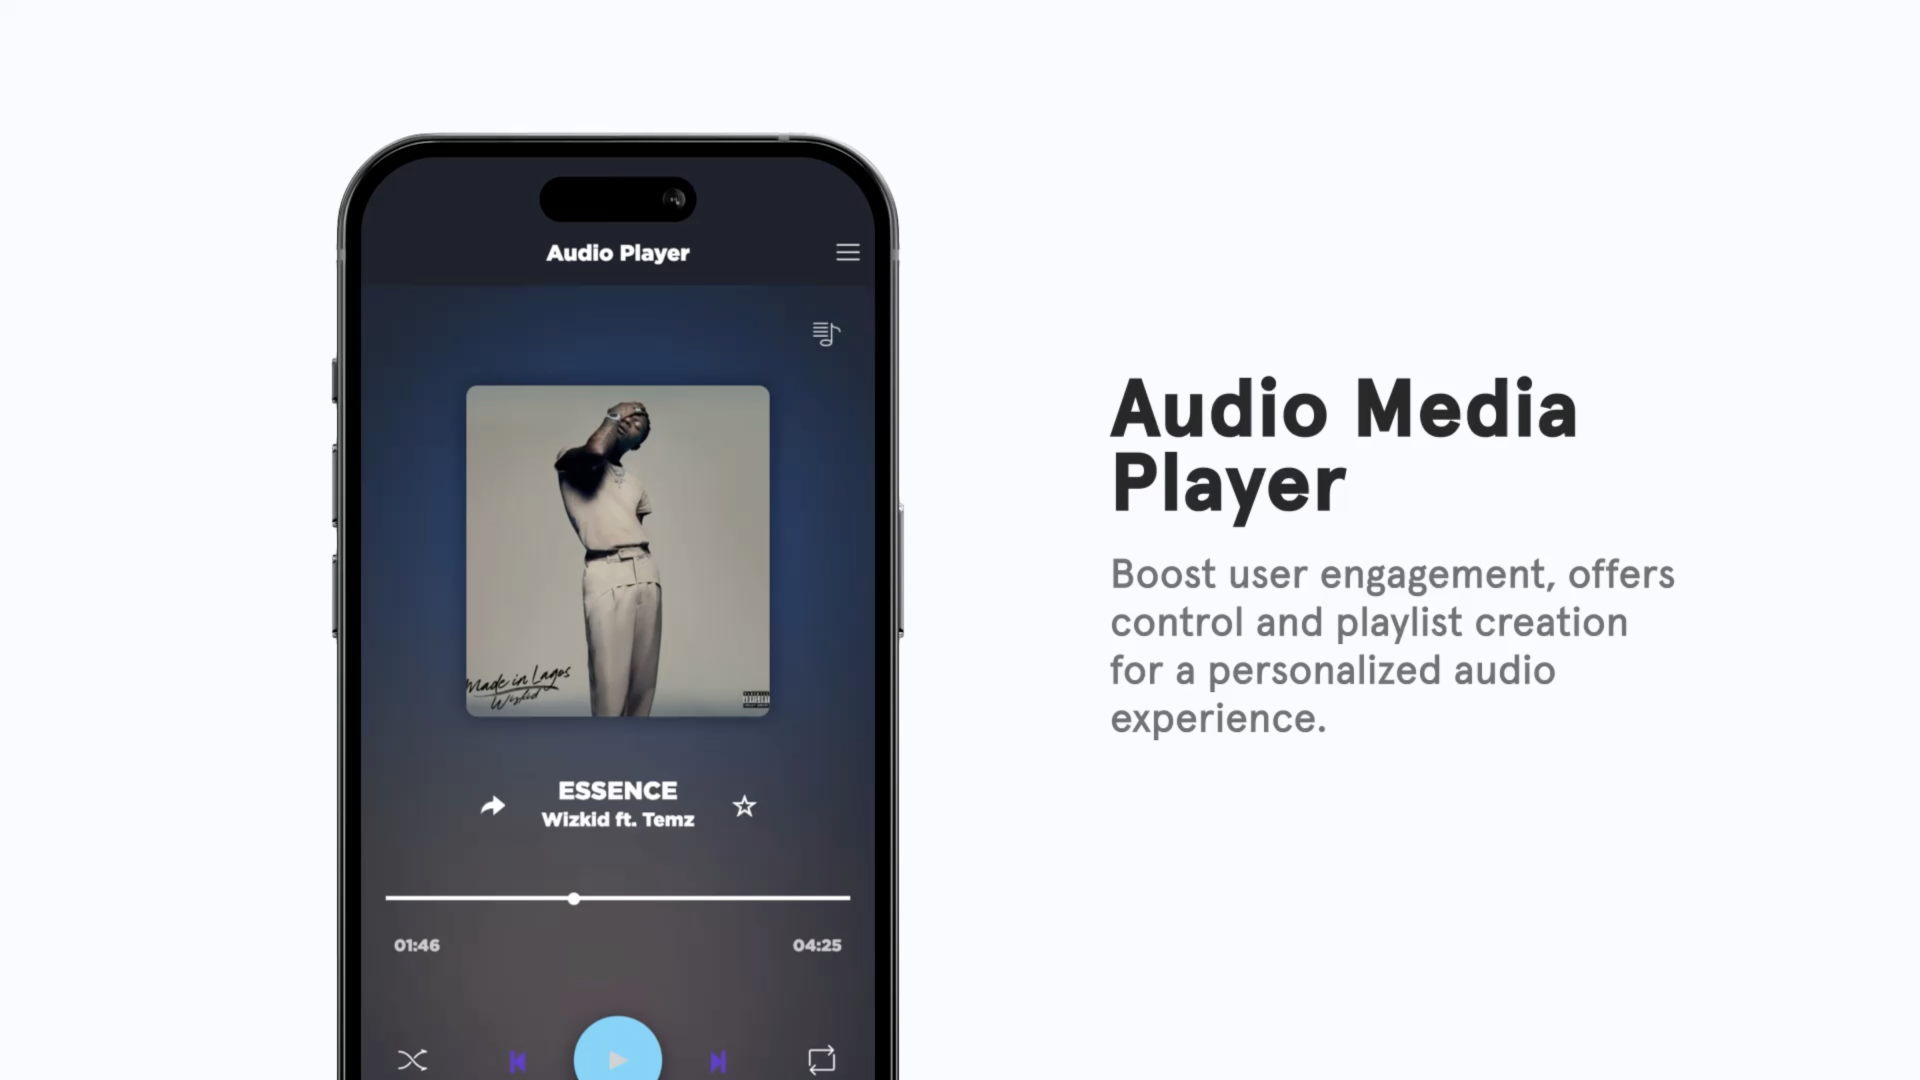 Audio Player
Made in Lagos
Wizkid
ESSENCE
Wizkid ft. Temz
01:46
04:25
Audio Media
Player
Boost user engagement, offers
control and playlist creation
for a personalized audio
experience.